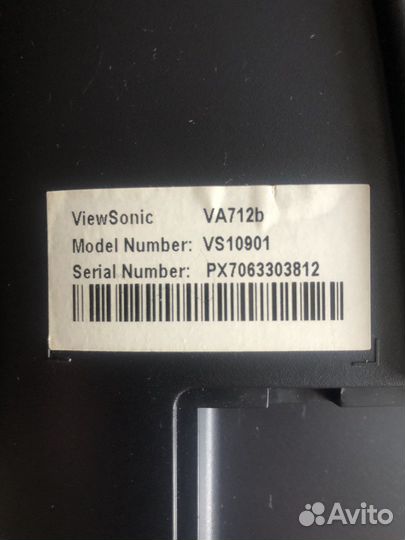 ViewSonic VA712b
Model Number: VS10901
Serial Number: PX7063303812
Avito